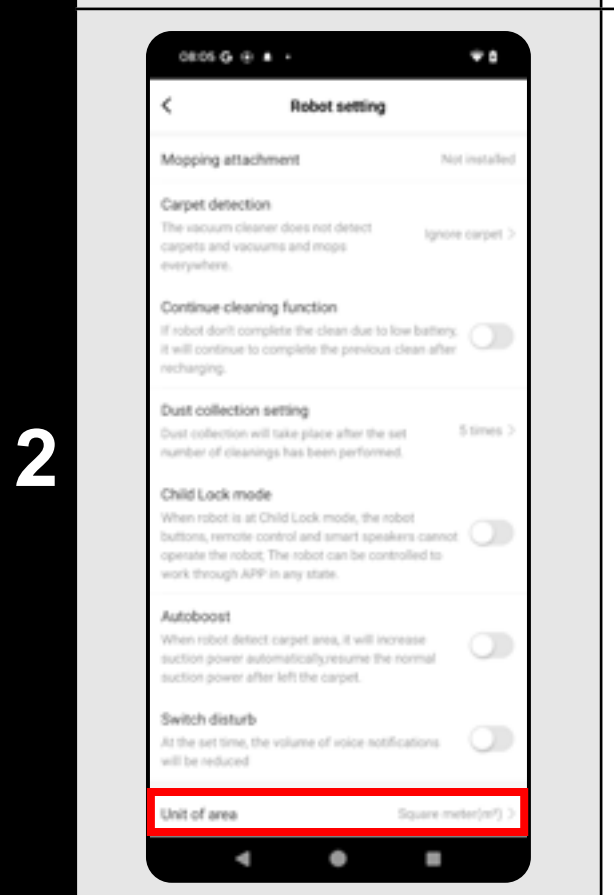 08:05 G
Robot setting
Mopping attachment
Not installed
Carpet detection
The vacuum cleaner does not detect
carpets and vacuums and mops
everywhere.
Ignore carpet >
Continue cleaning function
If robot don't complete the clean due to low battery,
it will continue to complete the previous clean after
recharging.
2
Dust collection setting
Dust collection will take place after the set
number of cleanings has been performed.
5 times >
Child Lock mode
When robot is at Child Lock mode, the robot
buttons, remote control and smart speakers cannot
operate the robot; The robot can be controlled to
work through APP in any state.
Autoboost
When robot detect carpet area, it will increase
suction power automatically,resume the normal
suction power after left the carpet.
Switch disturb
At the set time, the volume of voice notifications
will be reduced
Unit of area
Square meter(m²) >